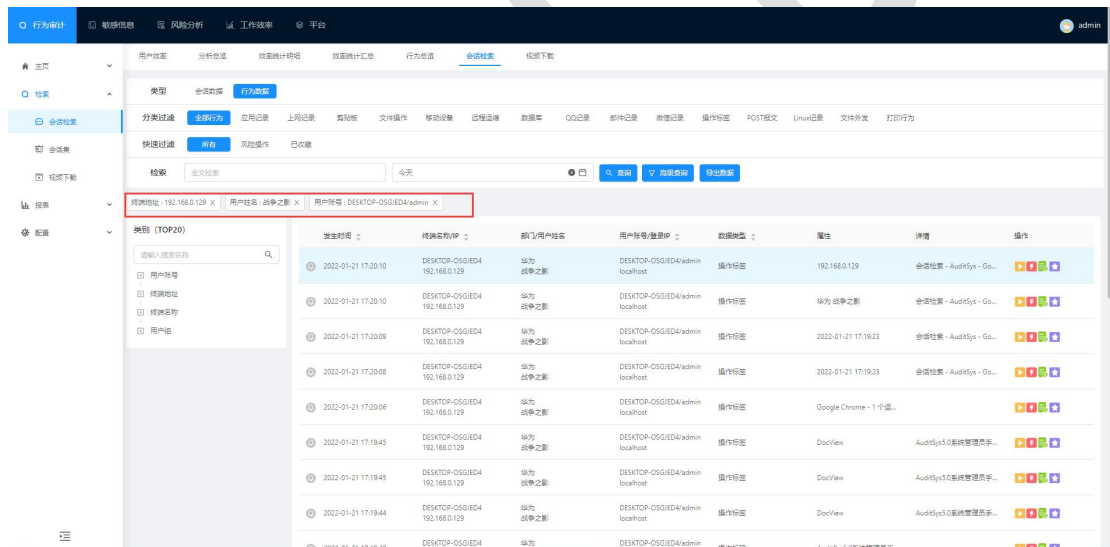 行为审计 敏感信息 风险分析 工作效率 平台 admin
用户效率 分析总览 效率统计明细 效率统计汇总 行为总览 会话检索 视频下载
主页
检索
会话检索
会话集
视频下载
报表
配置
类型 会话数据 行为数据
分类过滤 全部行为 应用记录 上网记录 剪贴板 文件操作 移动设备 远程运维 数据库 QQ记录 邮件记录 微信记录 操作标签 POST报文 Linux记录 文件外发 打印行为
快速过滤 所有 风险操作 已收藏
检索 全文检索 今天 查询 高级查询 导出数据
终端地址 : 192.168.0.129 X 用户姓名 : 战争之影 X 用户账号 : DESKTOP-OSGJED4/admin X
类别 (TOP20)
请输入搜索名称
用户账号
终端地址
终端名称
用户组
发生时间 终端名称/IP 部门/用户姓名 用户账号/登录IP 数据类型 属性 详情 操作
2022-01-21 17:20:10 DESKTOP-OSGJED4 华为 DESKTOP-OSGJED4/admin 操作标签 192.168.0.129 会话检索 - AuditSys - Go...
192.168.0.129 战争之影 localhost
2022-01-21 17:20:10 DESKTOP-OSGJED4 华为 DESKTOP-OSGJED4/admin 操作标签 华为 战争之影 会话检索 - AuditSys - Go...
192.168.0.129 战争之影 localhost
2022-01-21 17:20:09 DESKTOP-OSGJED4 华为 DESKTOP-OSGJED4/admin 操作标签 2022-01-21 17:19:23 会话检索 - AuditSys - Go...
192.168.0.129 战争之影 localhost
2022-01-21 17:20:08 DESKTOP-OSGJED4 华为 DESKTOP-OSGJED4/admin 操作标签 2022-01-21 17:19:23 会话检索 - AuditSys - Go...
192.168.0.129 战争之影 localhost
2022-01-21 17:20:06 DESKTOP-OSGJED4 华为 DESKTOP-OSGJED4/admin 操作标签 Google Chrome - 1 个运...
192.168.0.129 战争之影 localhost
2022-01-21 17:19:45 DESKTOP-OSGJED4 华为 DESKTOP-OSGJED4/admin 操作标签 DocView AuditSys5.0系统管理员手...
192.168.0.129 战争之影 localhost
2022-01-21 17:19:45 DESKTOP-OSGJED4 华为 DESKTOP-OSGJED4/admin 操作标签 DocView AuditSys5.0系统管理员手...
192.168.0.129 战争之影 localhost
2022-01-21 17:19:44 DESKTOP-OSGJED4 华为 DESKTOP-OSGJED4/admin 操作标签 DocView AuditSys5.0系统管理员手...
192.168.0.129 战争之影 localhost
DESKTOP-OSGJED4 华为 DESKTOP-OSGJED4/admin